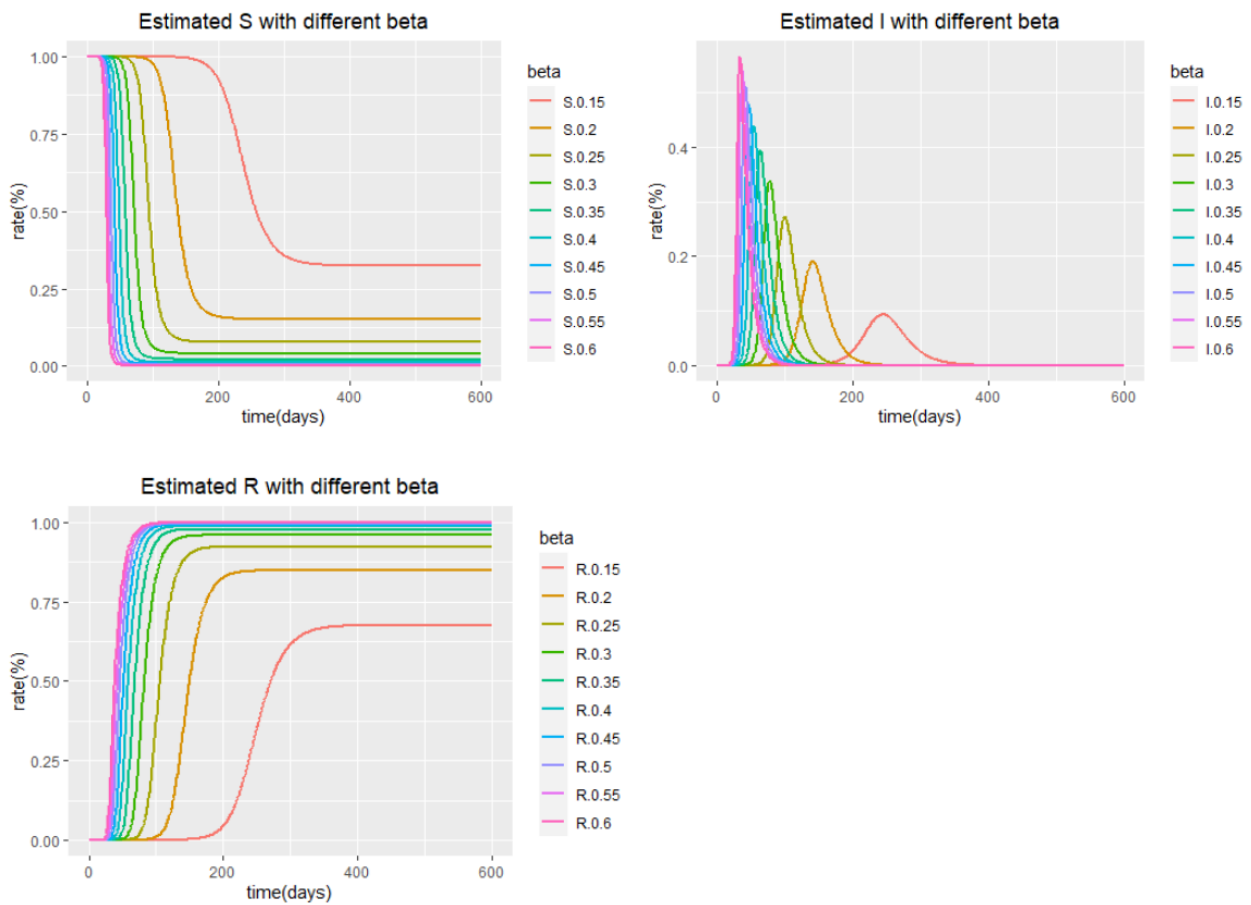 Estimated S with different beta
1.00
0.75
0.50
0.25
0.00
rate(%)
0
200
400
600
time(days)
beta
S.0.15
S.0.2
S.0.25
S.0.3
S.0.35
S.0.4
S.0.45
S.0.5
S.0.55
S.0.6
Estimated I with different beta
0.4
0.2
0.0
rate(%)
0
200
400
600
time(days)
beta
I.0.15
I.0.2
I.0.25
I.0.3
I.0.35
I.0.4
I.0.45
I.0.5
I.0.55
I.0.6
Estimated R with different beta
1.00
0.75
0.50
0.25
0.00
rate(%)
0
200
400
600
time(days)
beta
R.0.15
R.0.2
R.0.25
R.0.3
R.0.35
R.0.4
R.0.45
R.0.5
R.0.55
R.0.6